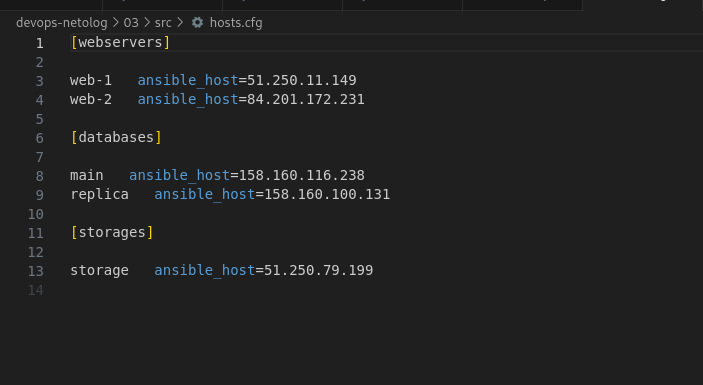 devops-netolog > 03 > src > hosts.cfg
1 [webservers]
2
3 web-1   ansible_host=51.250.11.149
4 web-2   ansible_host=84.201.172.231
5
6 [databases]
7
8 main   ansible_host=158.160.116.238
9 replica   ansible_host=158.160.100.131
10
11 [storages]
12
13 storage   ansible_host=51.250.79.199
14